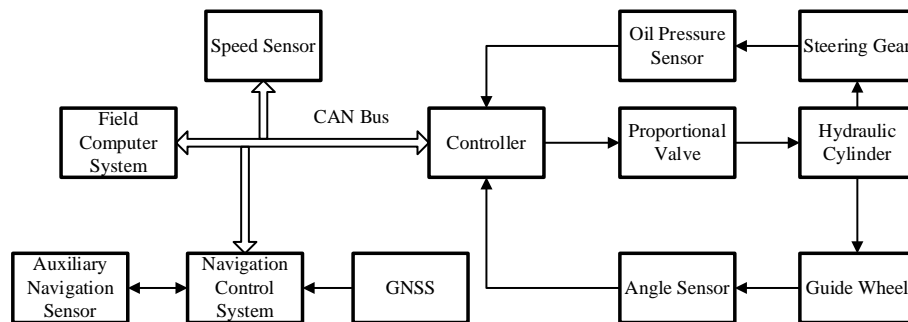 Speed Sensor
Oil Pressure
Sensor
Steering Gear
CAN Bus
Field
Computer
System
Controller
Proportional
Valve
Hydraulic
Cylinder
Auxiliary
Navigation
Sensor
Navigation
Control
System
GNSS
Angle Sensor
Guide Wheel